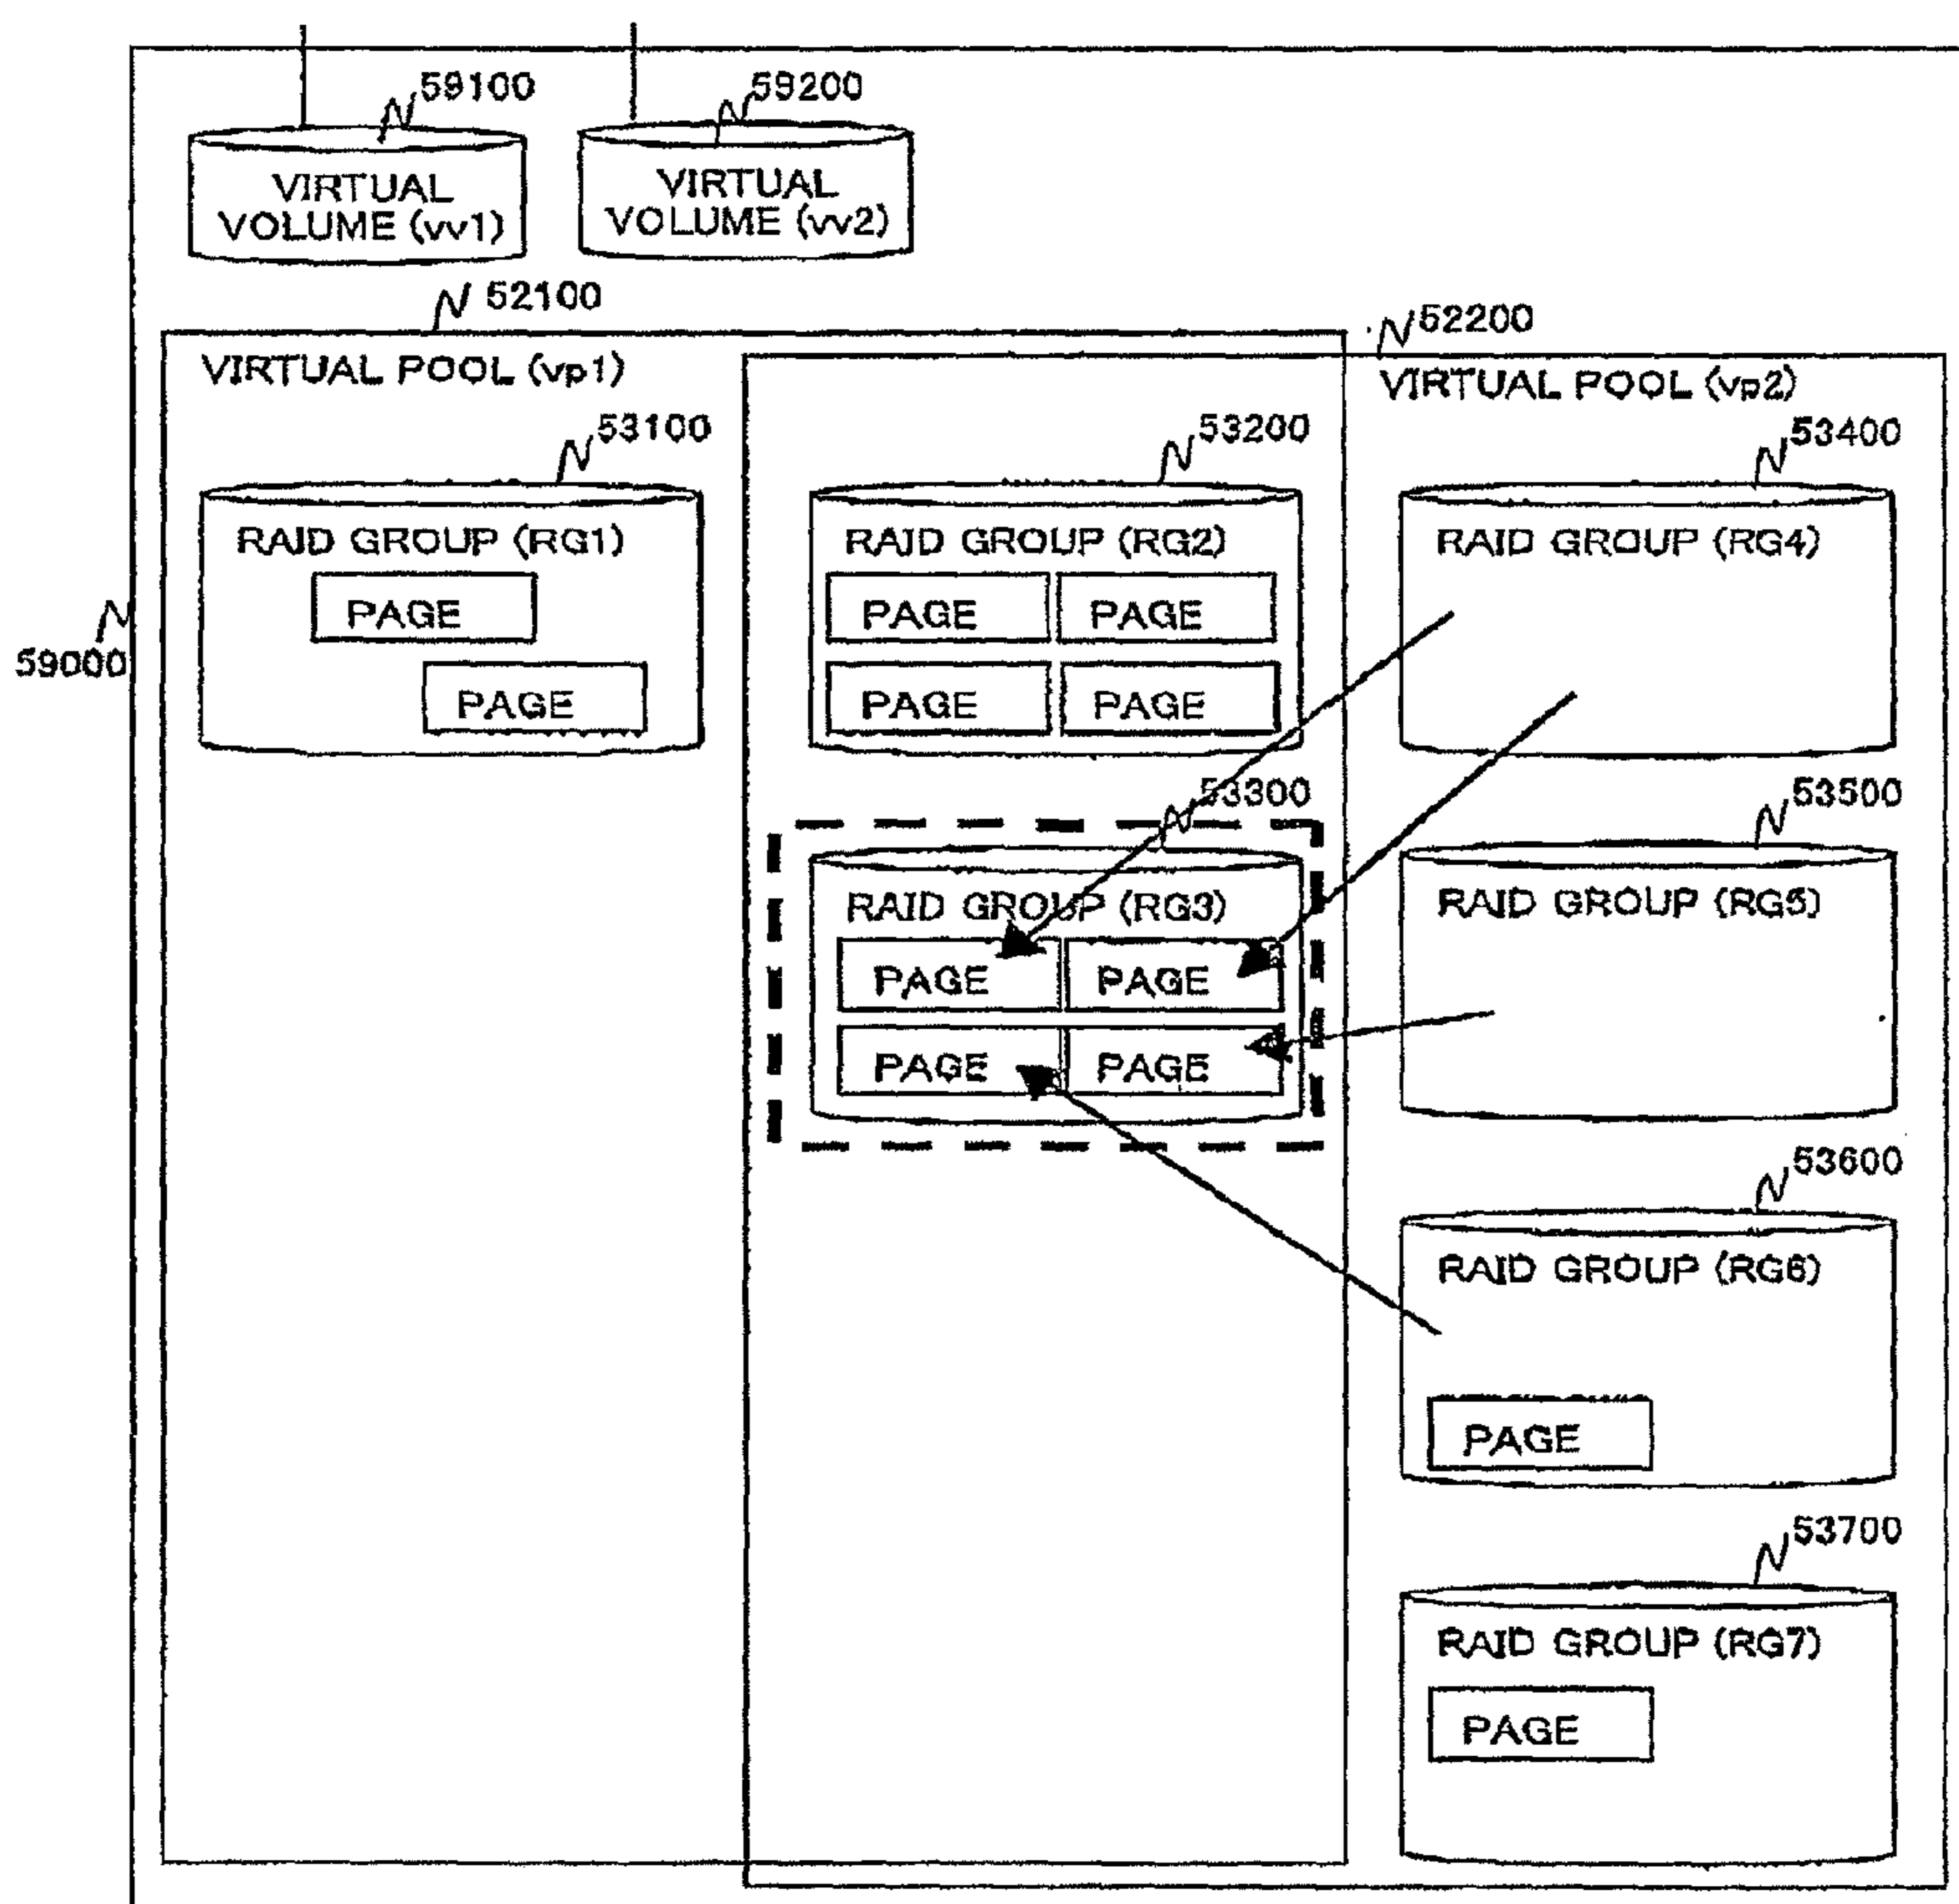 59100
59200
VIRTUAL
VOLUME (vv1)
VIRTUAL
VOLUME (vv2)
52100
52200
VIRTUAL POOL (vp1)
VIRTUAL POOL (vp2)
53100
53200
53400
RAID GROUP (RG1)
PAGE
PAGE
RAID GROUP (RG2)
PAGE PAGE
PAGE PAGE
RAID GROUP (RG4)
59000
53300
53500
RAID GROUP (RG3)
PAGE PAGE
PAGE PAGE
RAID GROUP (RG5)
53600
RAID GROUP (RG6)
PAGE
53700
RAID GROUP (RG7)
PAGE